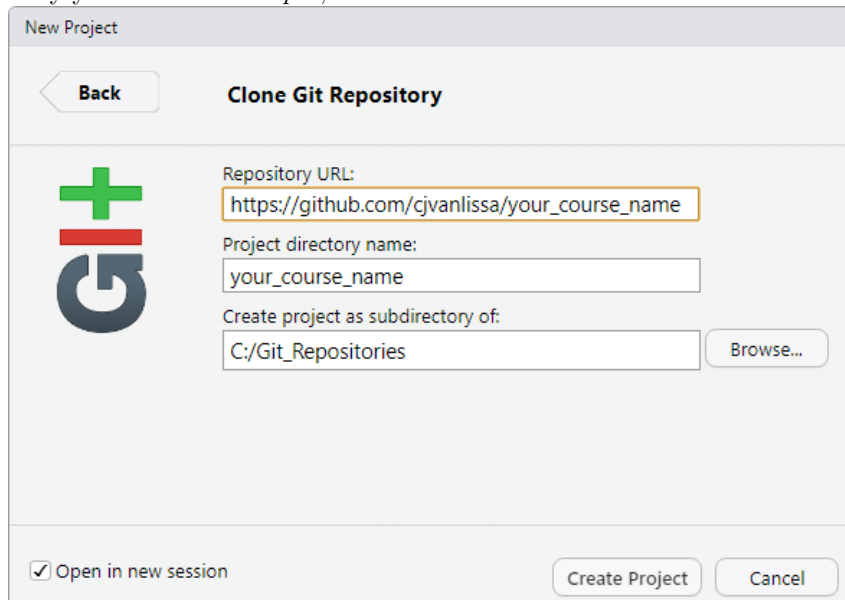 New Project
Back
Clone Git Repository
Repository URL:
https://github.com/cjvanlissa/your_course_name
Project directory name:
your_course_name
Create project as subdirectory of:
C:/Git_Repositories
Browse...
GIt
Open in new session
Create Project
Cancel